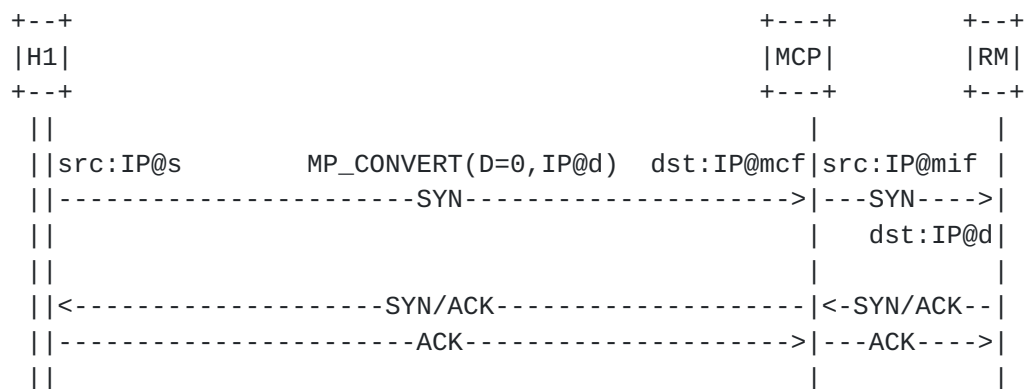 +--+                                            +---+        +--+
|H1|                                            |MCP|        |RM|
+--+                                            +---+        +--+
 ||                                               |           |
 ||src:IP@s        MP_CONVERT(D=0,IP@d)  dst:IP@mcf|src:IP@mif |
 ||-----------------------SYN--------------------->|---SYN---->|
 ||                                               |   dst:IP@d|
 ||                                               |           |
 ||<--------------------SYN/ACK--------------------|<-SYN/ACK--|
 ||-----------------------ACK--------------------->|---ACK---->|
 ||                                               |           |